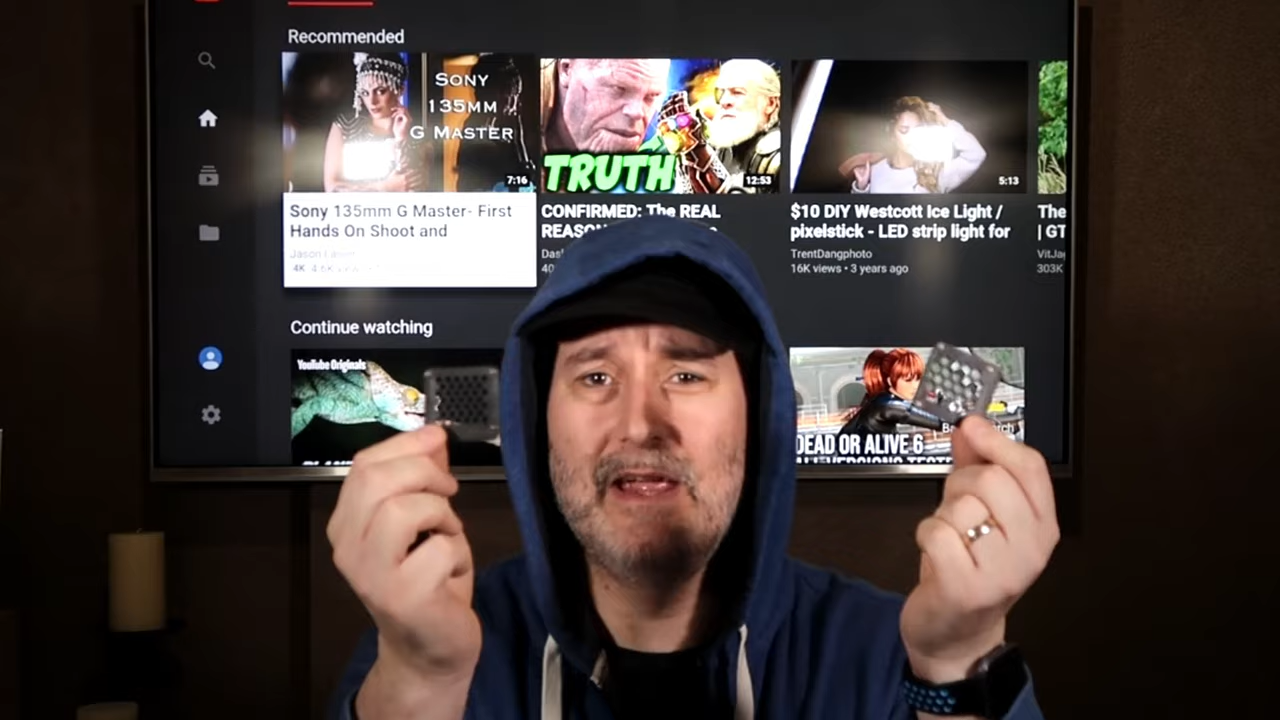 Recommended
SONY
135MM
G MASTER
7:16
TRUTH
12:53
5:13
Sony 135mm G Master- First
Hands On Shoot and
4K
CONFIRMED: The REAL
$10 DIY Westcott Ice Light /
pixelstick - LED strip light for
TrentDangphoto
16K views • 3 years ago
The
| GT
303K
Continue watching
YouTube Originals
DEAD OR ALIVE 6